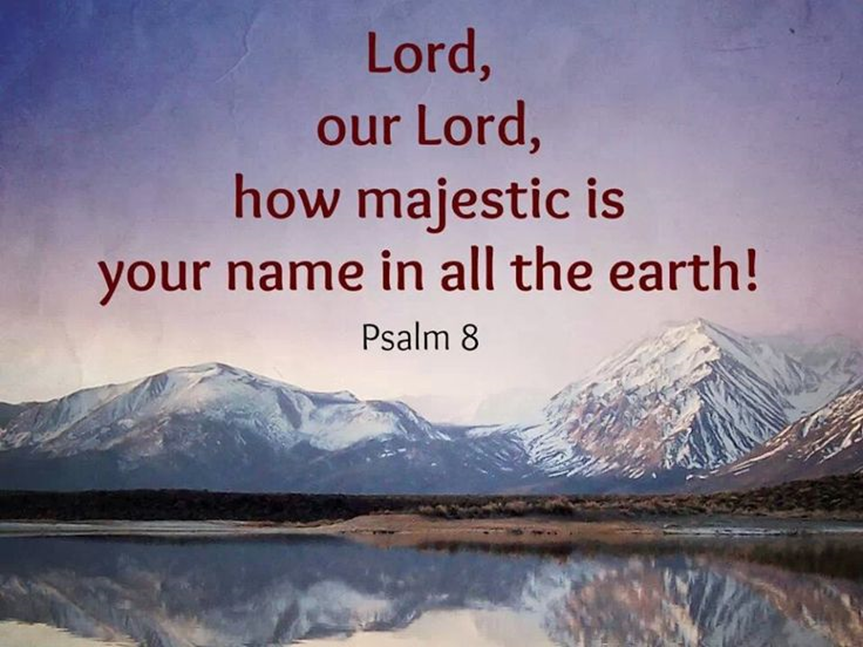 Lord,
our Lord,
how majestic is
your name in all the earth!
Psalm 8